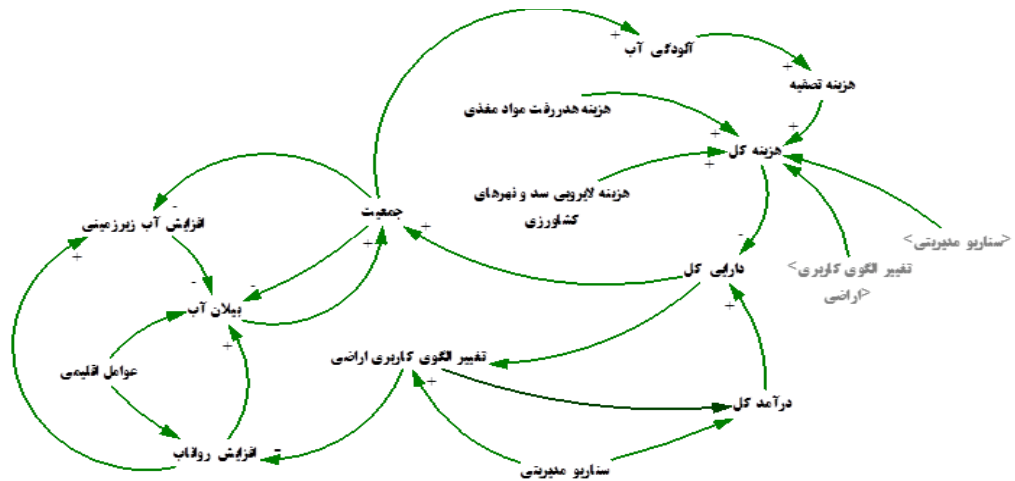 آلودگی آب
هزینه تصفیه
هزینه هدررفت مواد مغذی
هزینه کل
هزینه لایروبی سد و نهرهای
کشاورزی
جمعیت
افزایش آب زیرزمینی
<سناریو مدیریتی>
دارایی کل
<تغییر الگوی کاربری
اراضی>
بیلان آب
تغییر الگوی کاربری اراضی
عوامل اقلیمی
درآمد کل
افزایش رواناب
سناریو مدیریتی